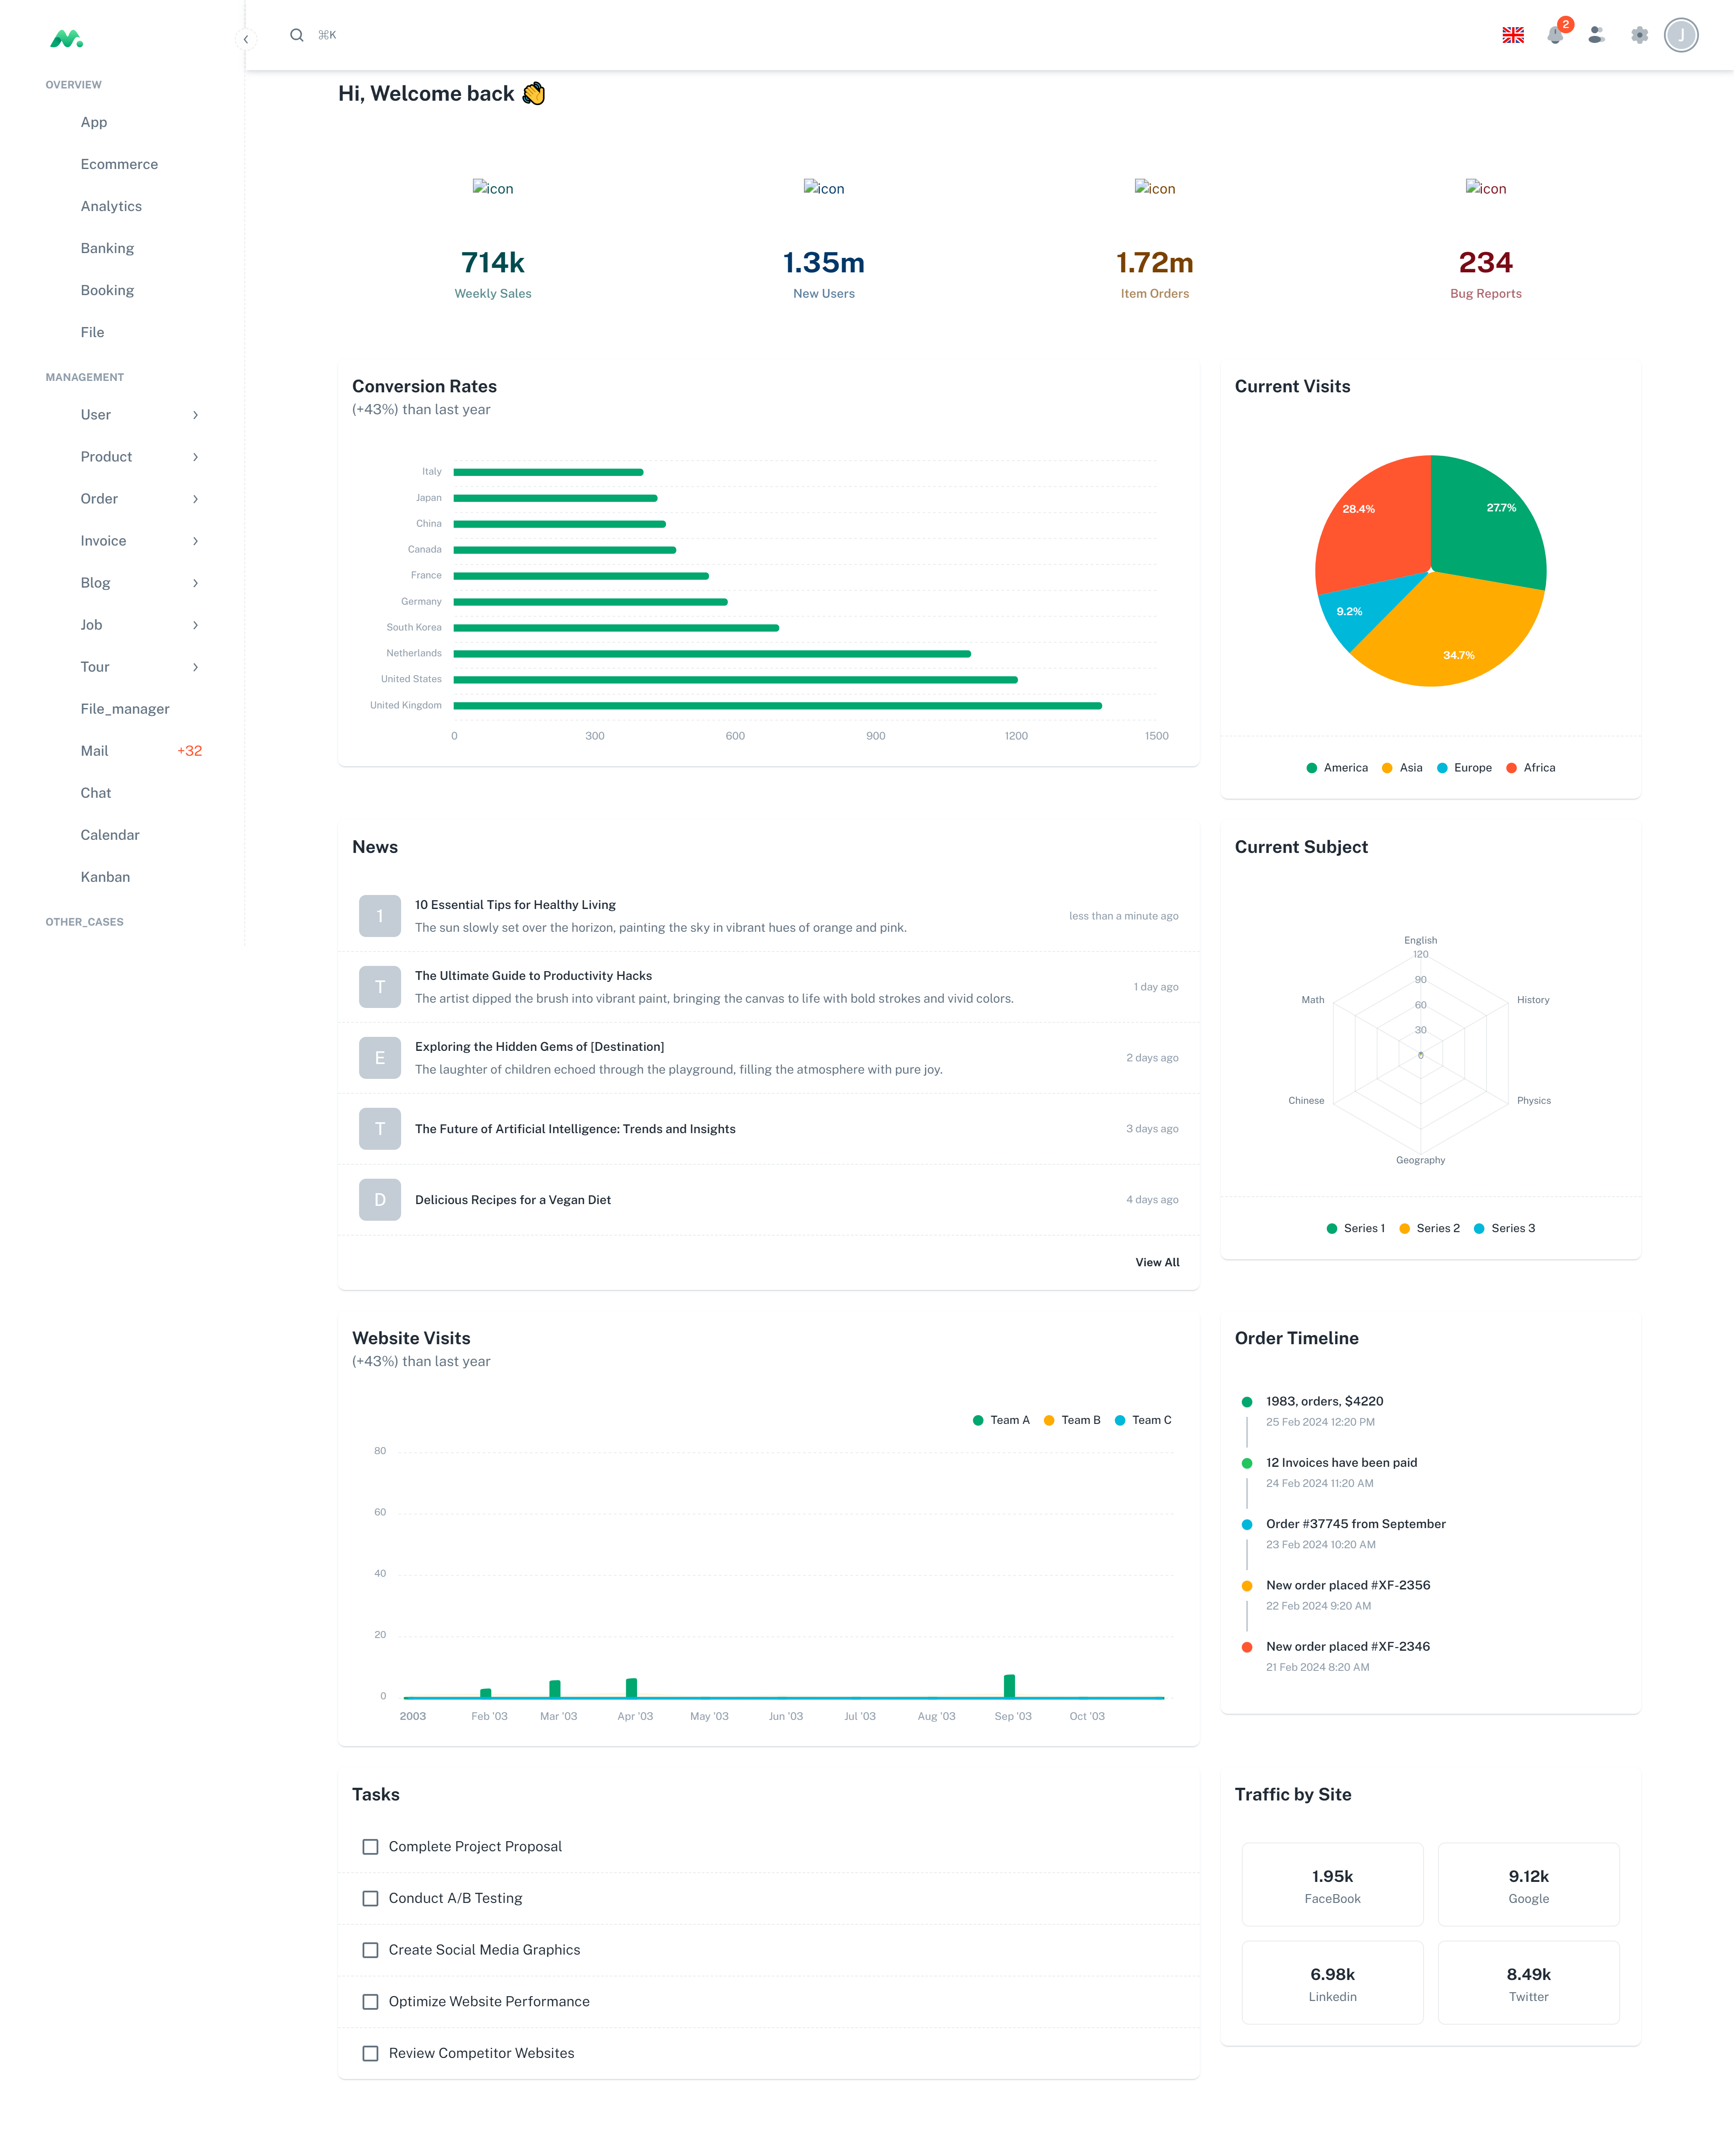 ⌘K
2
J
OVERVIEW
App
Ecommerce
Analytics
Banking
Booking
File
MANAGEMENT
User
Product
Order
Invoice
Blog
Job
Tour
File_manager
Mail +32
Chat
Calendar
Kanban
OTHER_CASES
Hi, Welcome back 👋
icon
714k
Weekly Sales
icon
1.35m
New Users
icon
1.72m
Item Orders
icon
234
Bug Reports
Conversion Rates
(+43%) than last year
Italy
Japan
China
Canada
France
Germany
South Korea
Netherlands
United States
United Kingdom
0 300 600 900 1200 1500
Current Visits
28.4%
27.7%
9.2%
34.7%
America Asia Europe Africa
News
1
10 Essential Tips for Healthy Living
The sun slowly set over the horizon, painting the sky in vibrant hues of orange and pink.
less than a minute ago
T
The Ultimate Guide to Productivity Hacks
The artist dipped the brush into vibrant paint, bringing the canvas to life with bold strokes and vivid colors.
1 day ago
E
Exploring the Hidden Gems of [Destination]
The laughter of children echoed through the playground, filling the atmosphere with pure joy.
2 days ago
T
The Future of Artificial Intelligence: Trends and Insights
3 days ago
D
Delicious Recipes for a Vegan Diet
4 days ago
View All
Current Subject
English
120
90
60
30
0
Math
History
Chinese
Physics
Geography
Series 1 Series 2 Series 3
Website Visits
(+43%) than last year
Team A Team B Team C
80
60
40
20
0
2003 Feb '03 Mar '03 Apr '03 May '03 Jun '03 Jul '03 Aug '03 Sep '03 Oct '03
Order Timeline
1983, orders, $4220
25 Feb 2024 12:20 PM
12 Invoices have been paid
24 Feb 2024 11:20 AM
Order #37745 from September
23 Feb 2024 10:20 AM
New order placed #XF-2356
22 Feb 2024 9:20 AM
New order placed #XF-2346
21 Feb 2024 8:20 AM
Tasks
Complete Project Proposal
Conduct A/B Testing
Create Social Media Graphics
Optimize Website Performance
Review Competitor Websites
Traffic by Site
1.95k
FaceBook
9.12k
Google
6.98k
Linkedin
8.49k
Twitter